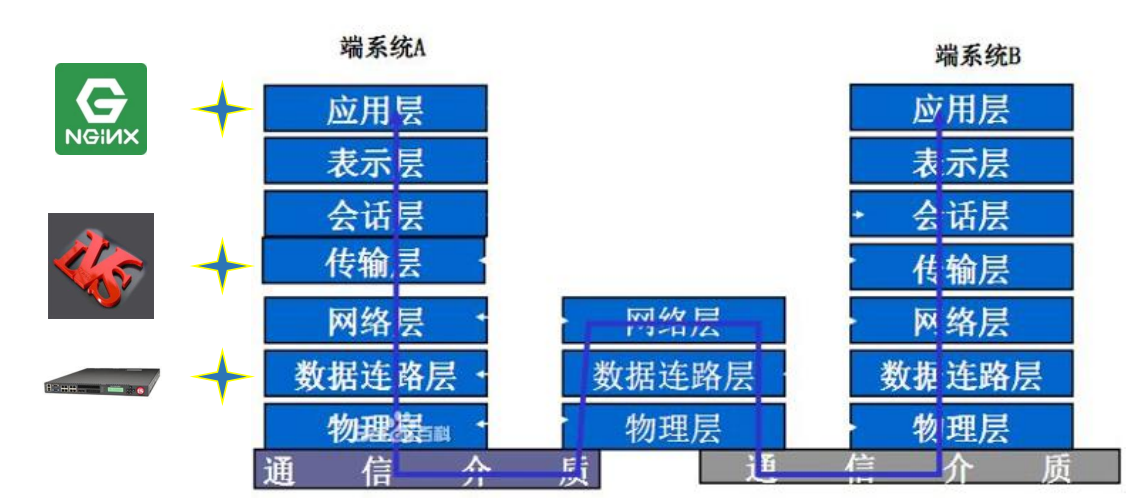 端系统A
端系统B
NGiNX
应用层
应用层
表示层
表示层
会话层
会话层
LVS
传输层
传输层
网络层
网络层
网络层
数据连路层
数据连路层
数据连路层
物理层
物理层
物理层
百科
通 信 介 质
通 信 介 质